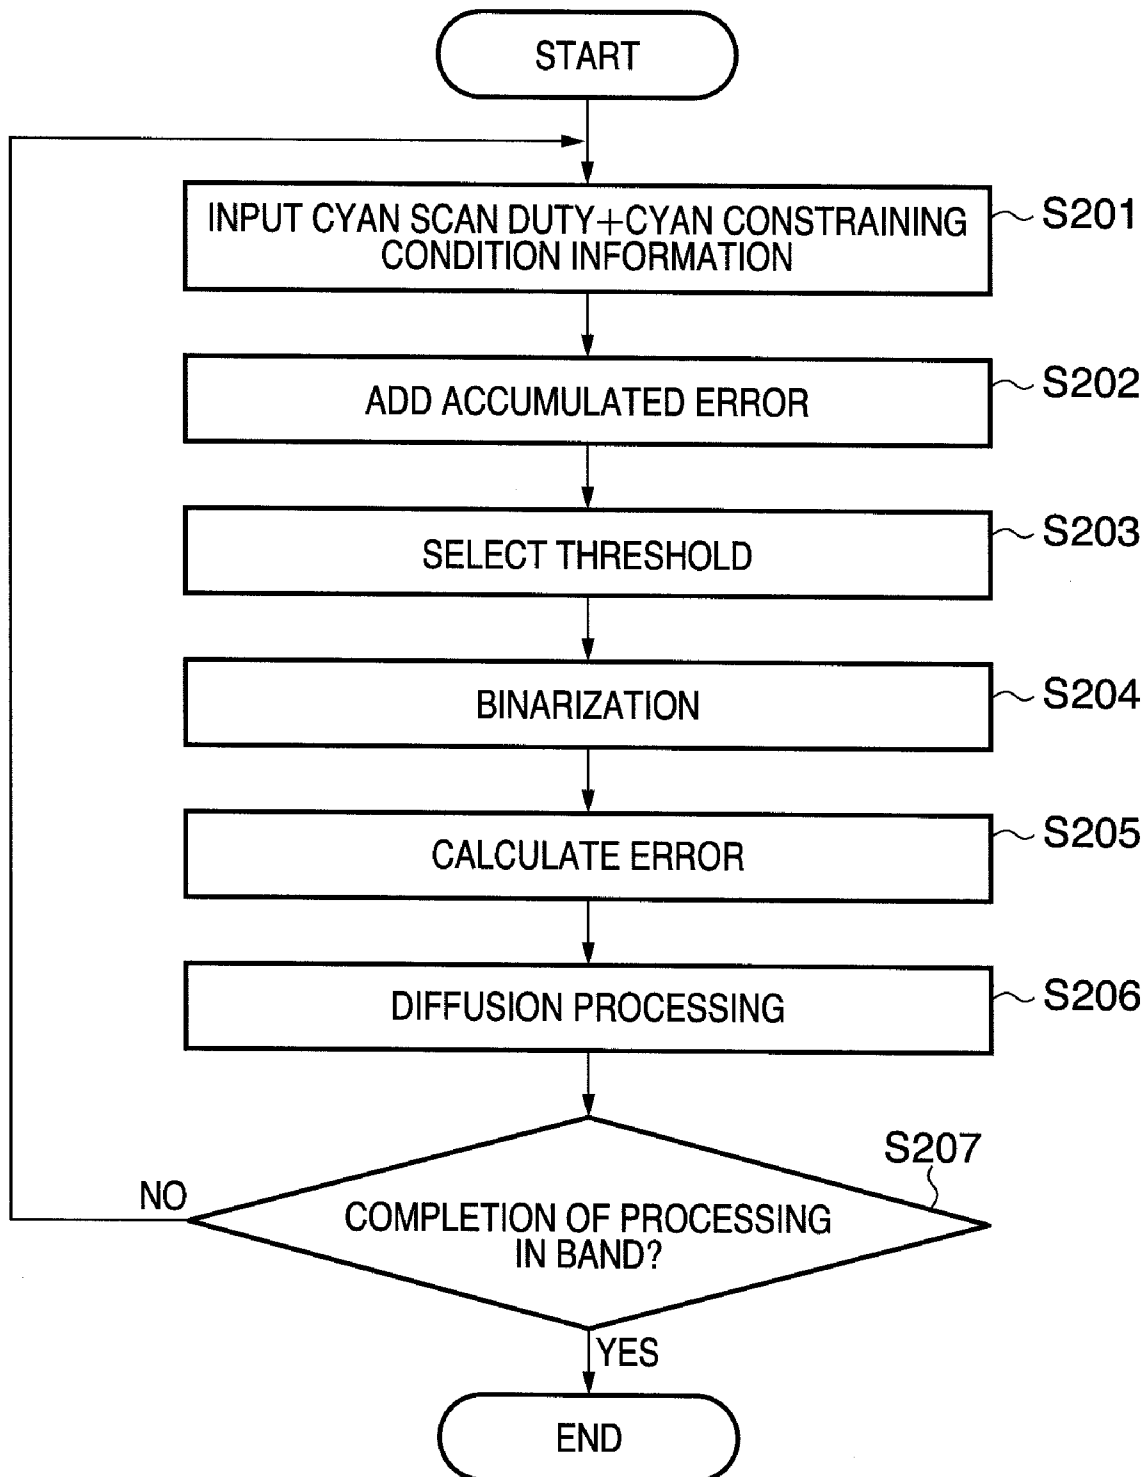 START
INPUT CYAN SCAN DUTY+CYAN CONSTRAINING
CONDITION INFORMATION
S201
ADD ACCUMULATED ERROR
S202
SELECT THRESHOLD
S203
BINARIZATION
S204
CALCULATE ERROR
S205
DIFFUSION PROCESSING
S206
S207
NO
COMPLETION OF PROCESSING
IN BAND?
YES
END